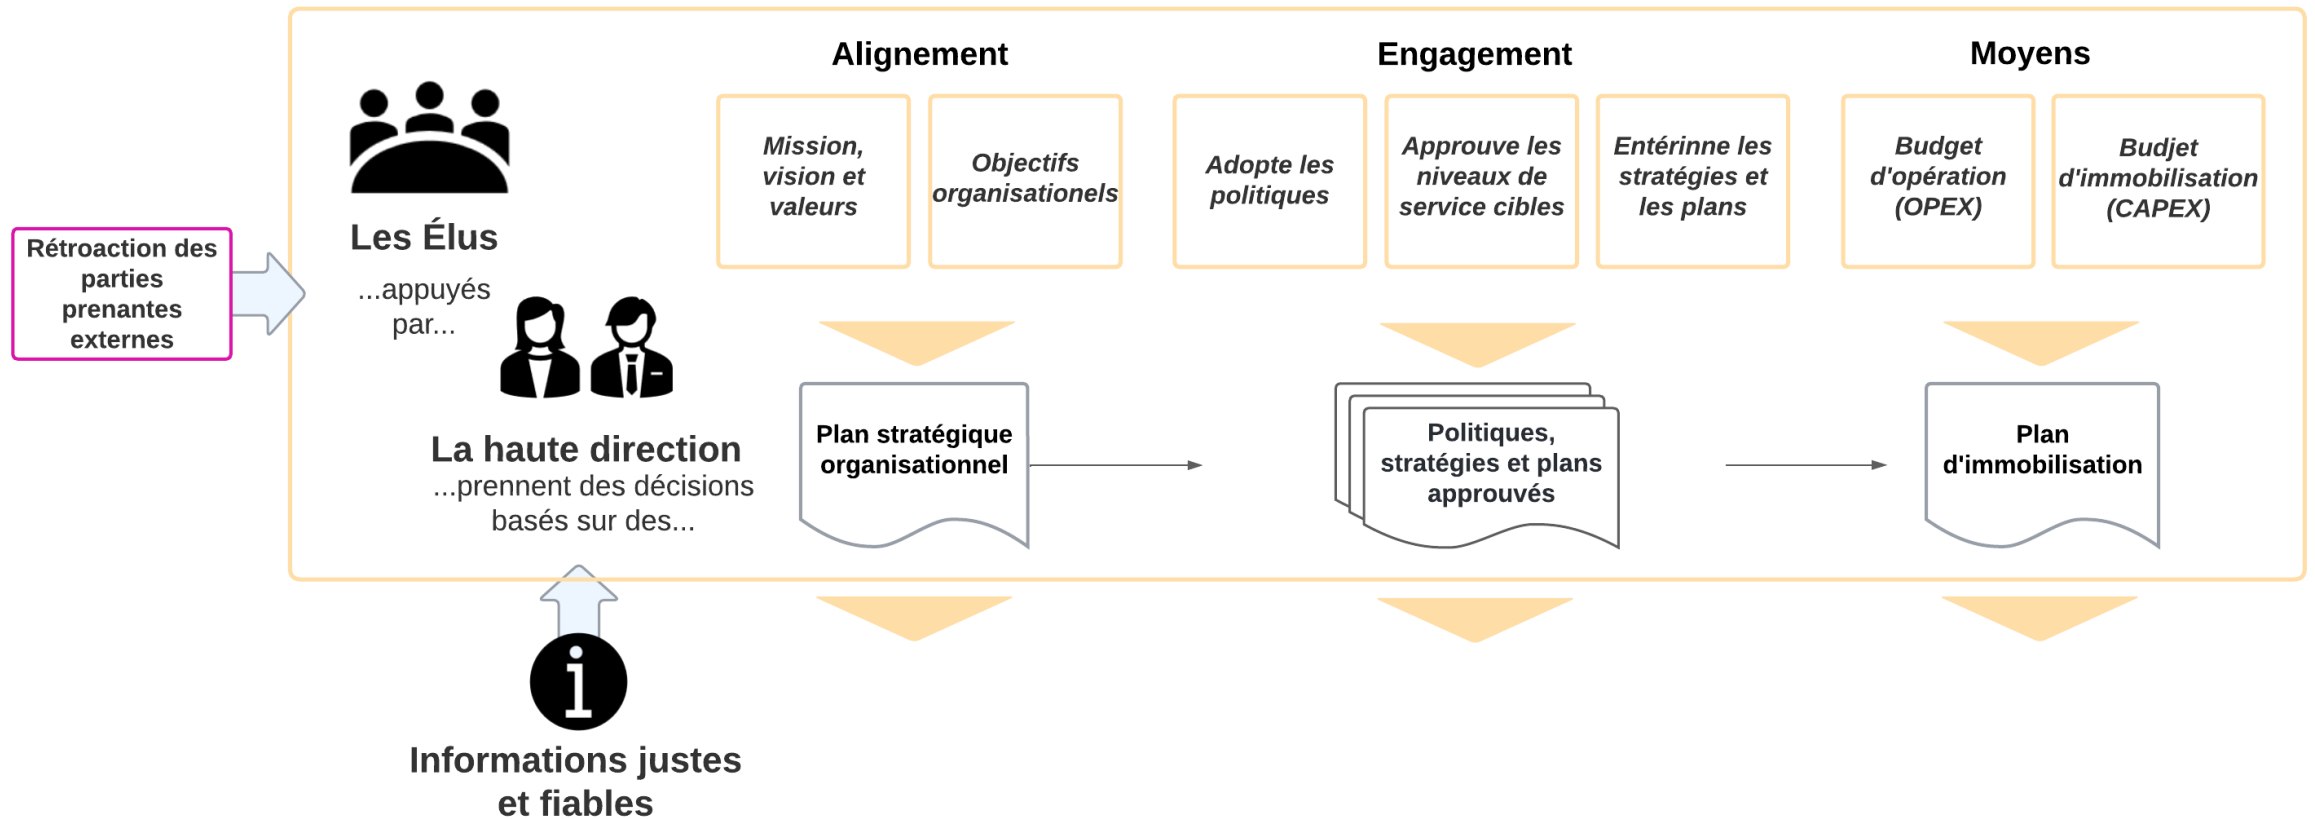 Alignement
Engagement
Moyens
Mission,
vision et
valeurs
Objectifs
organisationels
Adopte les
politiques
Approuve les
niveaux de
service cibles
Entérinne les
stratégies et
les plans
Budget
d'opération
(OPEX)
Budjet
d'immobilisation
(CAPEX)
Les Élus
...appuyés
par...
Rétroaction des
parties
prenantes
externes
La haute direction
...prennent des décisions
basés sur des...
Plan stratégique
organisationnel
Politiques,
stratégies et plans
approuvés
Plan
d'immobilisation
Informations justes
et fiables